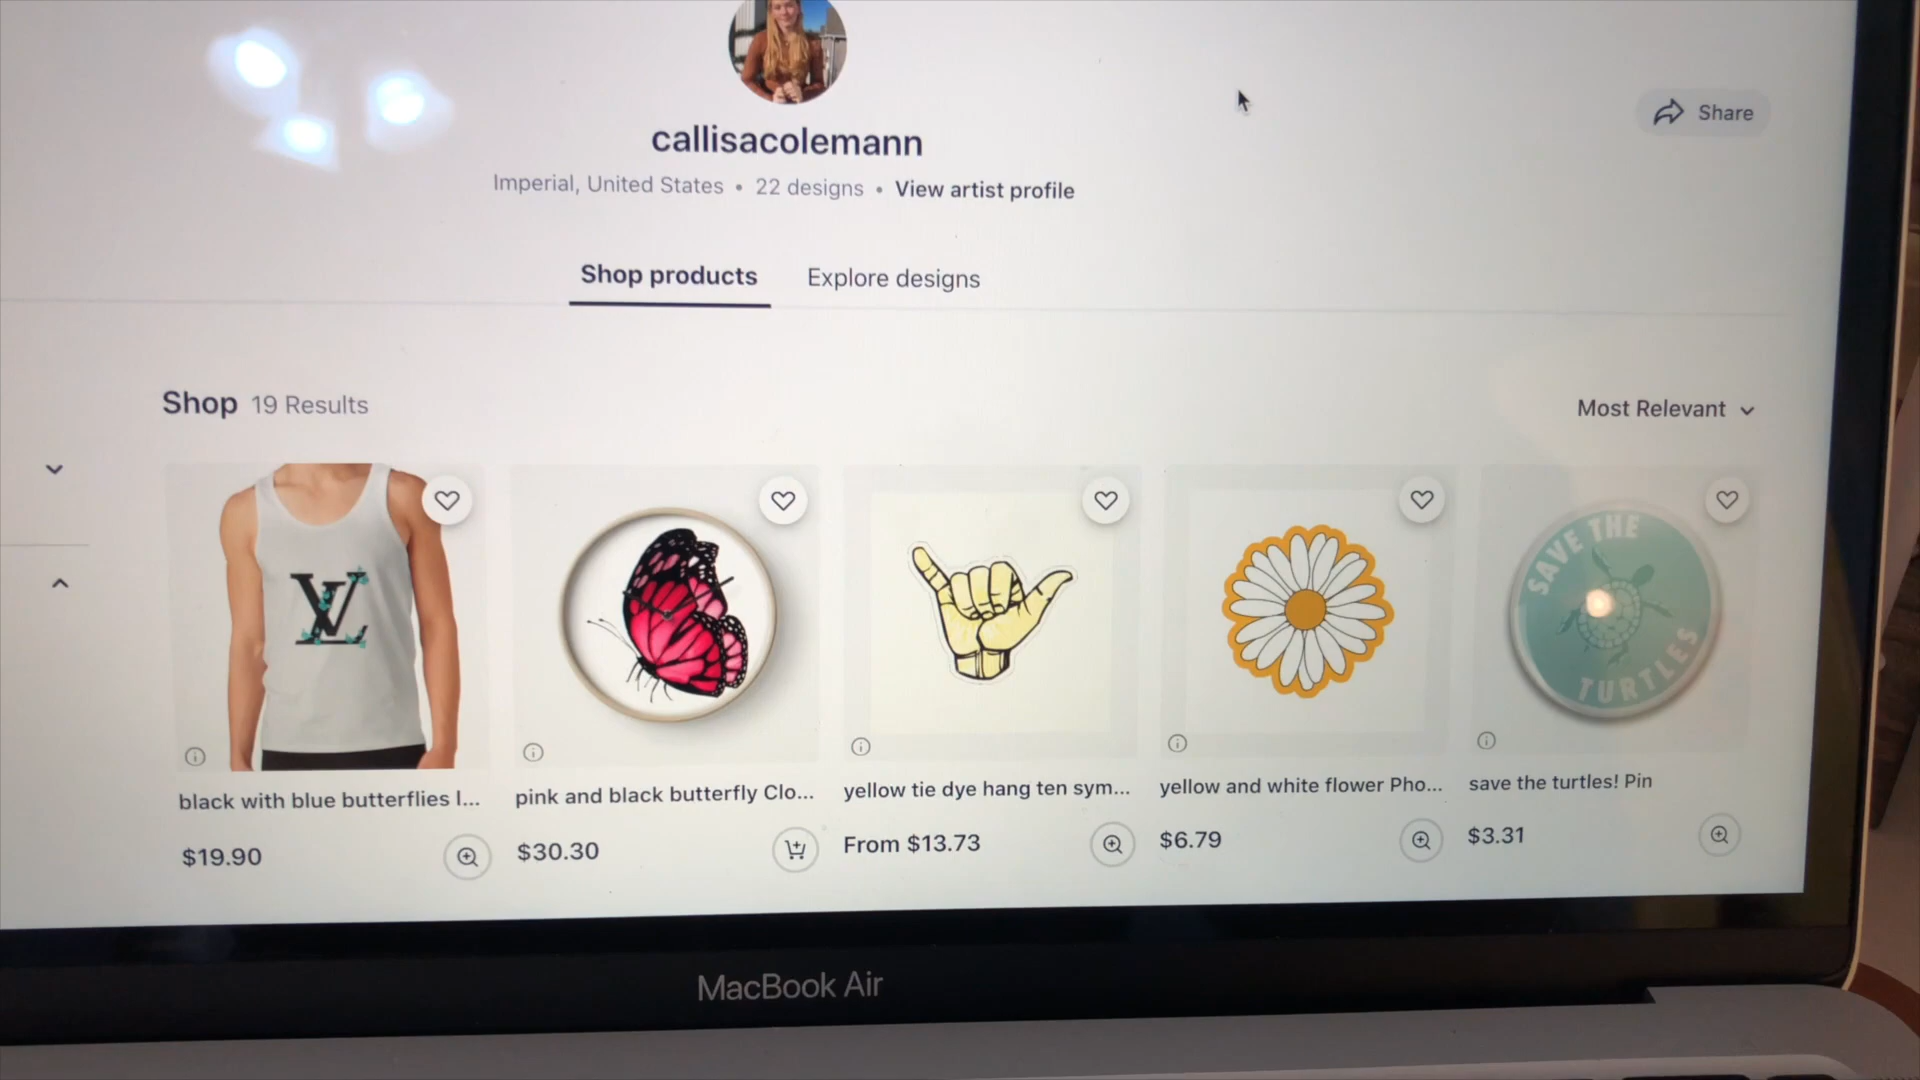 callisacolemann
Share
Imperial, United States • 22 designs • View artist profile
Shop products
Explore designs
Shop 19 Results
Most Relevant
SAVE THE
TURTLES
black with blue butterflies l...
pink and black butterfly Clo...
yellow tie dye hang ten sym...
yellow and white flower Pho...
save the turtles! Pin
$19.90
$30.30
From $13.73
$6.79
$3.31
MacBook Air